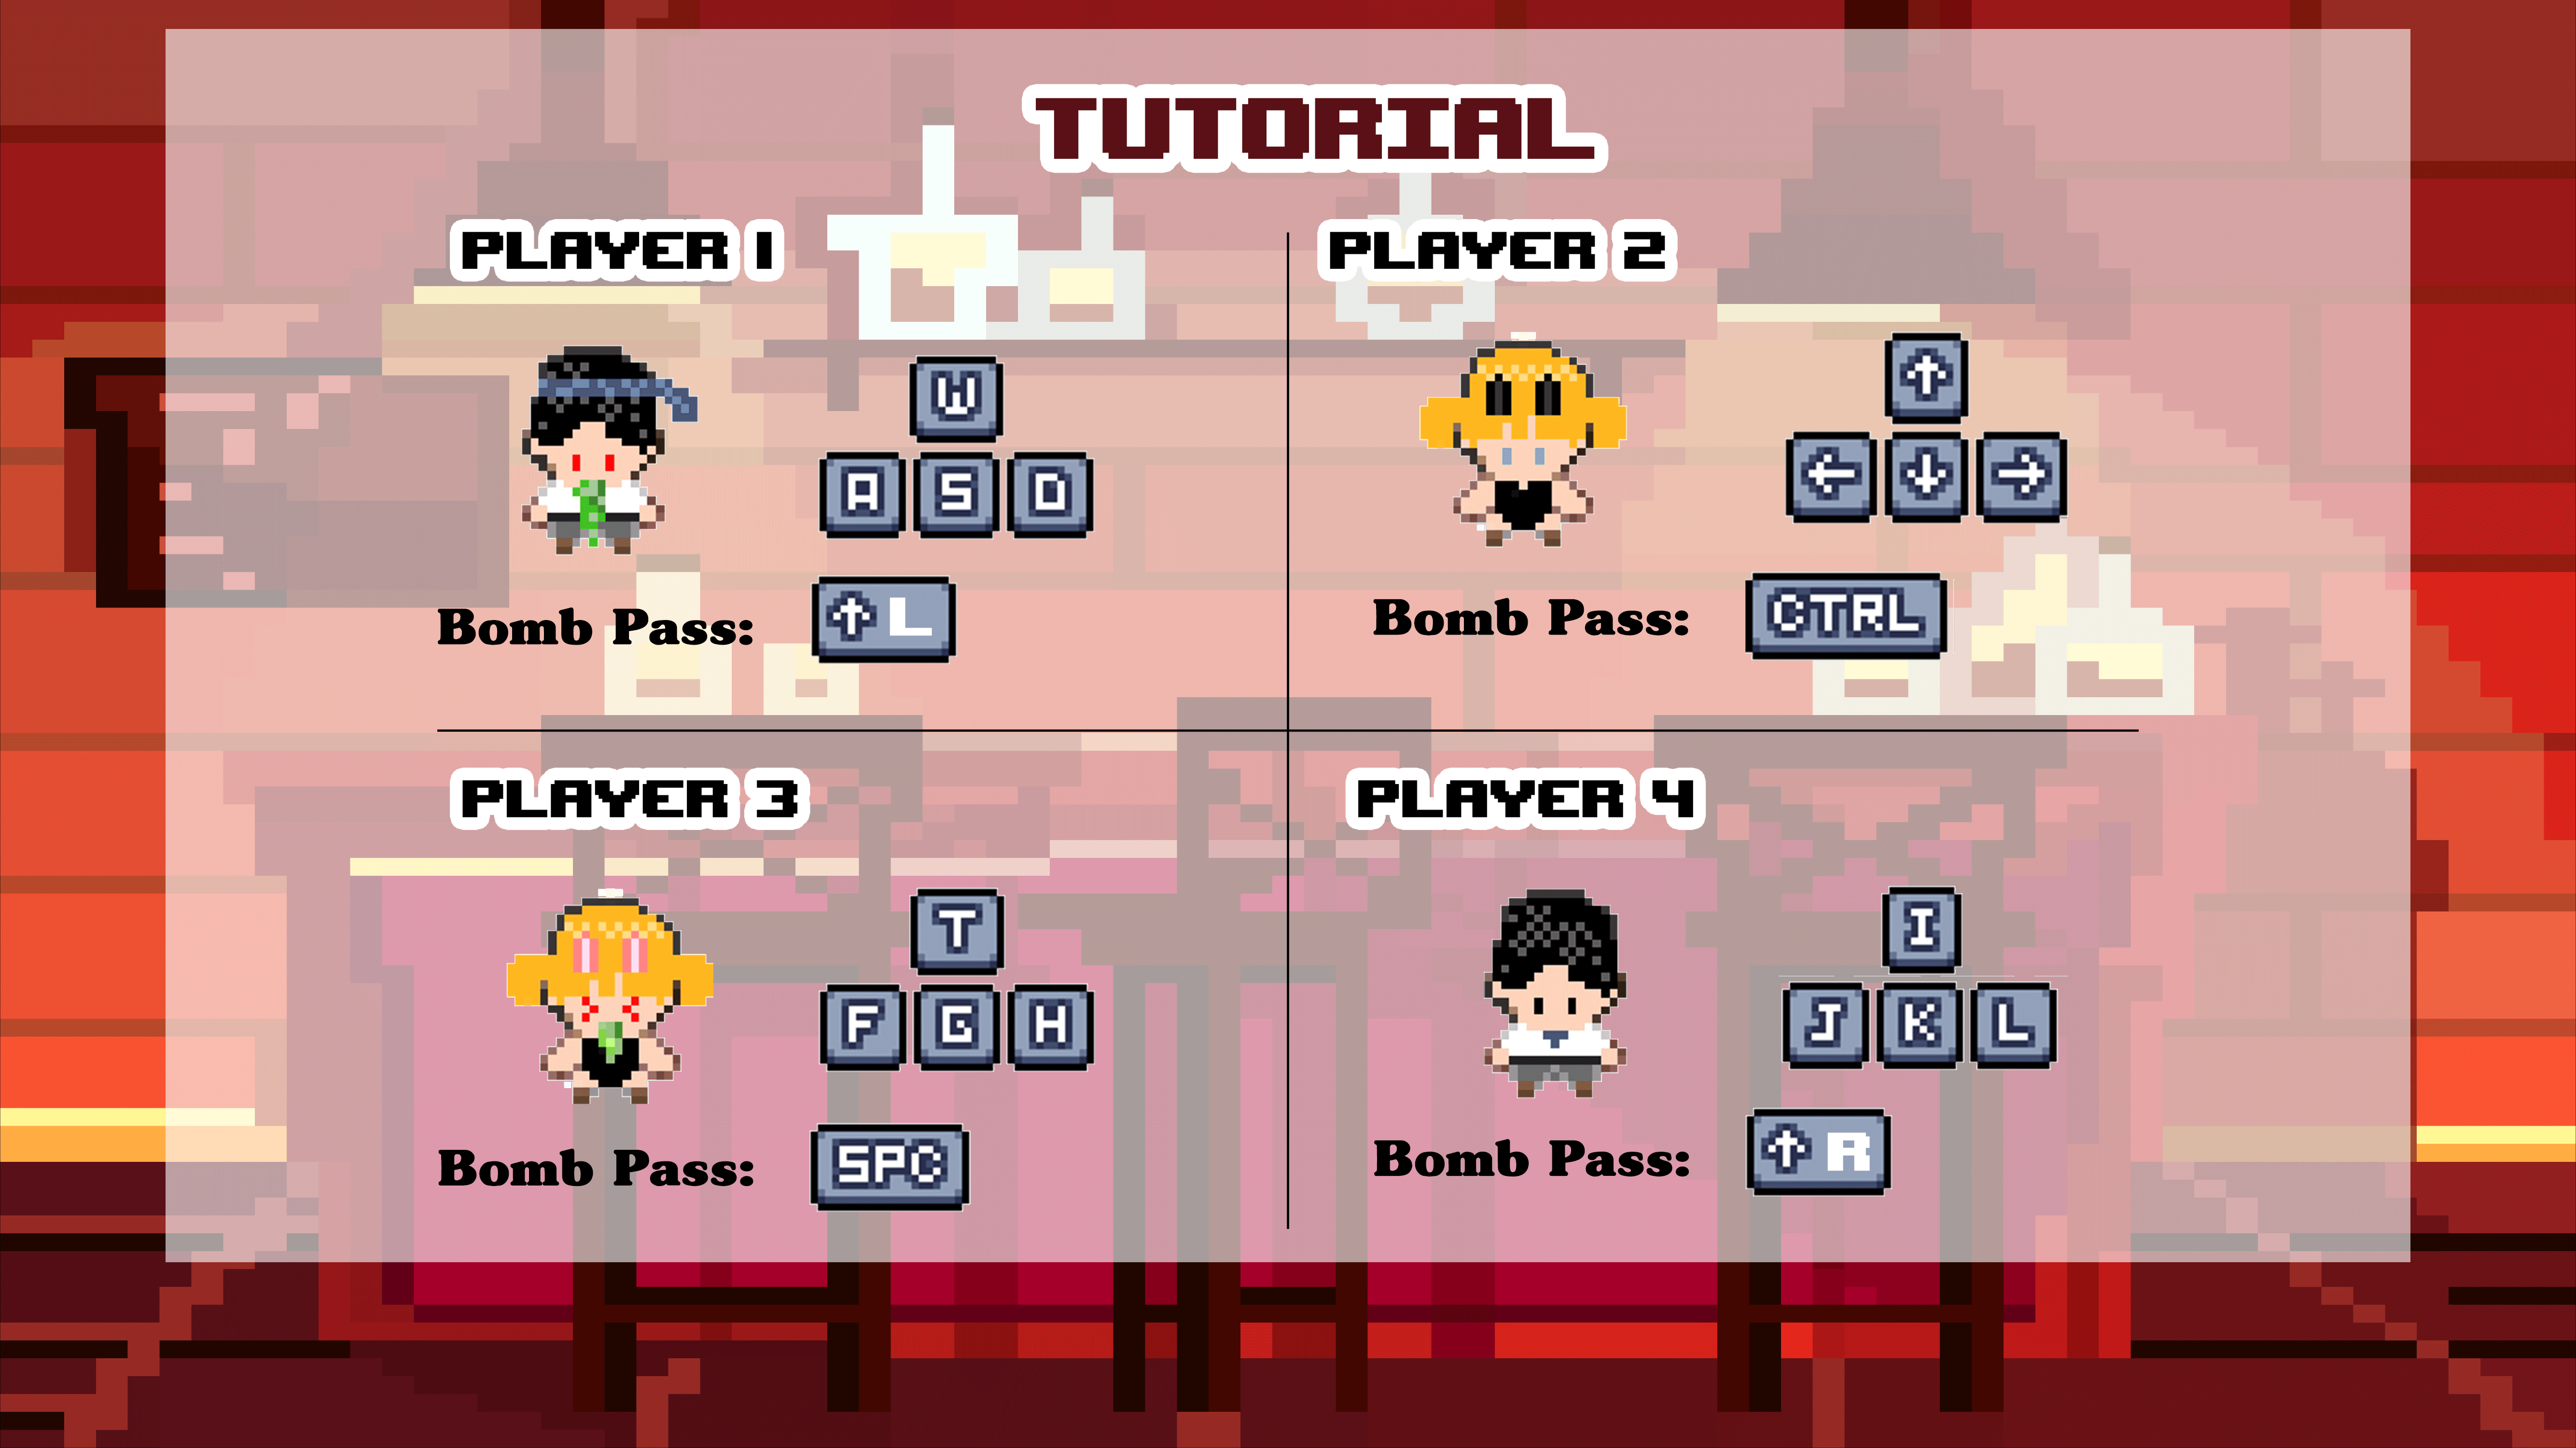 TUTORIAL
PLAYER 1
W
A S D
Bomb Pass: ↑ L
PLAYER 2
↑
← ↓ →
Bomb Pass: CTRL
PLAYER 3
T
F G H
Bomb Pass: SPC
PLAYER 4
I
J K L
Bomb Pass: ↑ R